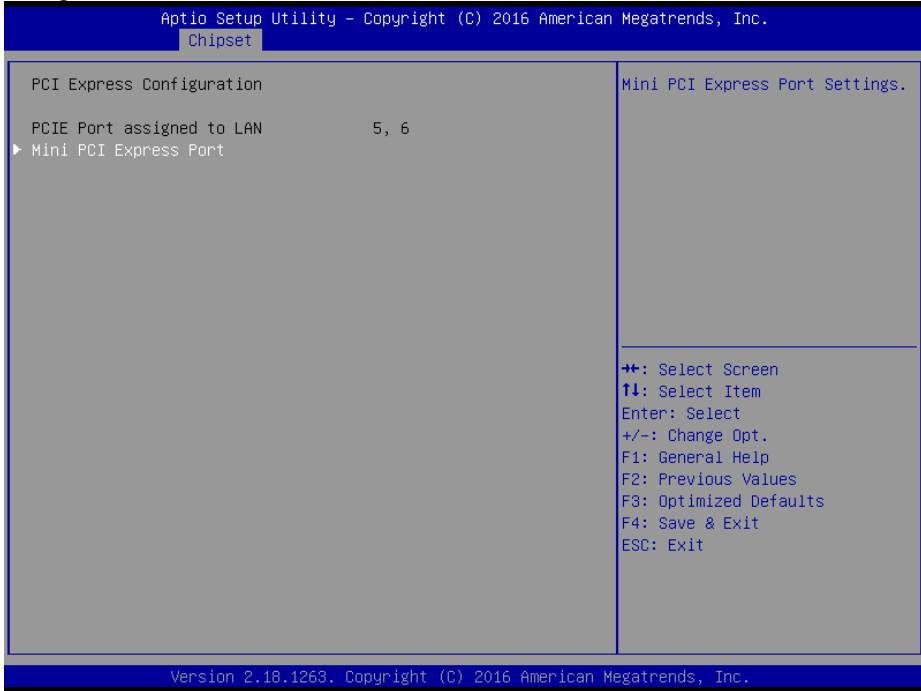 Aptio Setup Utility – Copyright (C) 2016 American Megatrends, Inc.
Chipset
PCI Express Configuration
PCIE Port assigned to LAN 5, 6
Mini PCI Express Port
Mini PCI Express Port Settings.
→←: Select Screen
↑↓: Select Item
Enter: Select
+/-: Change Opt.
F1: General Help
F2: Previous Values
F3: Optimized Defaults
F4: Save & Exit
ESC: Exit
Version 2.18.1263. Copyright (C) 2016 American Megatrends, Inc.